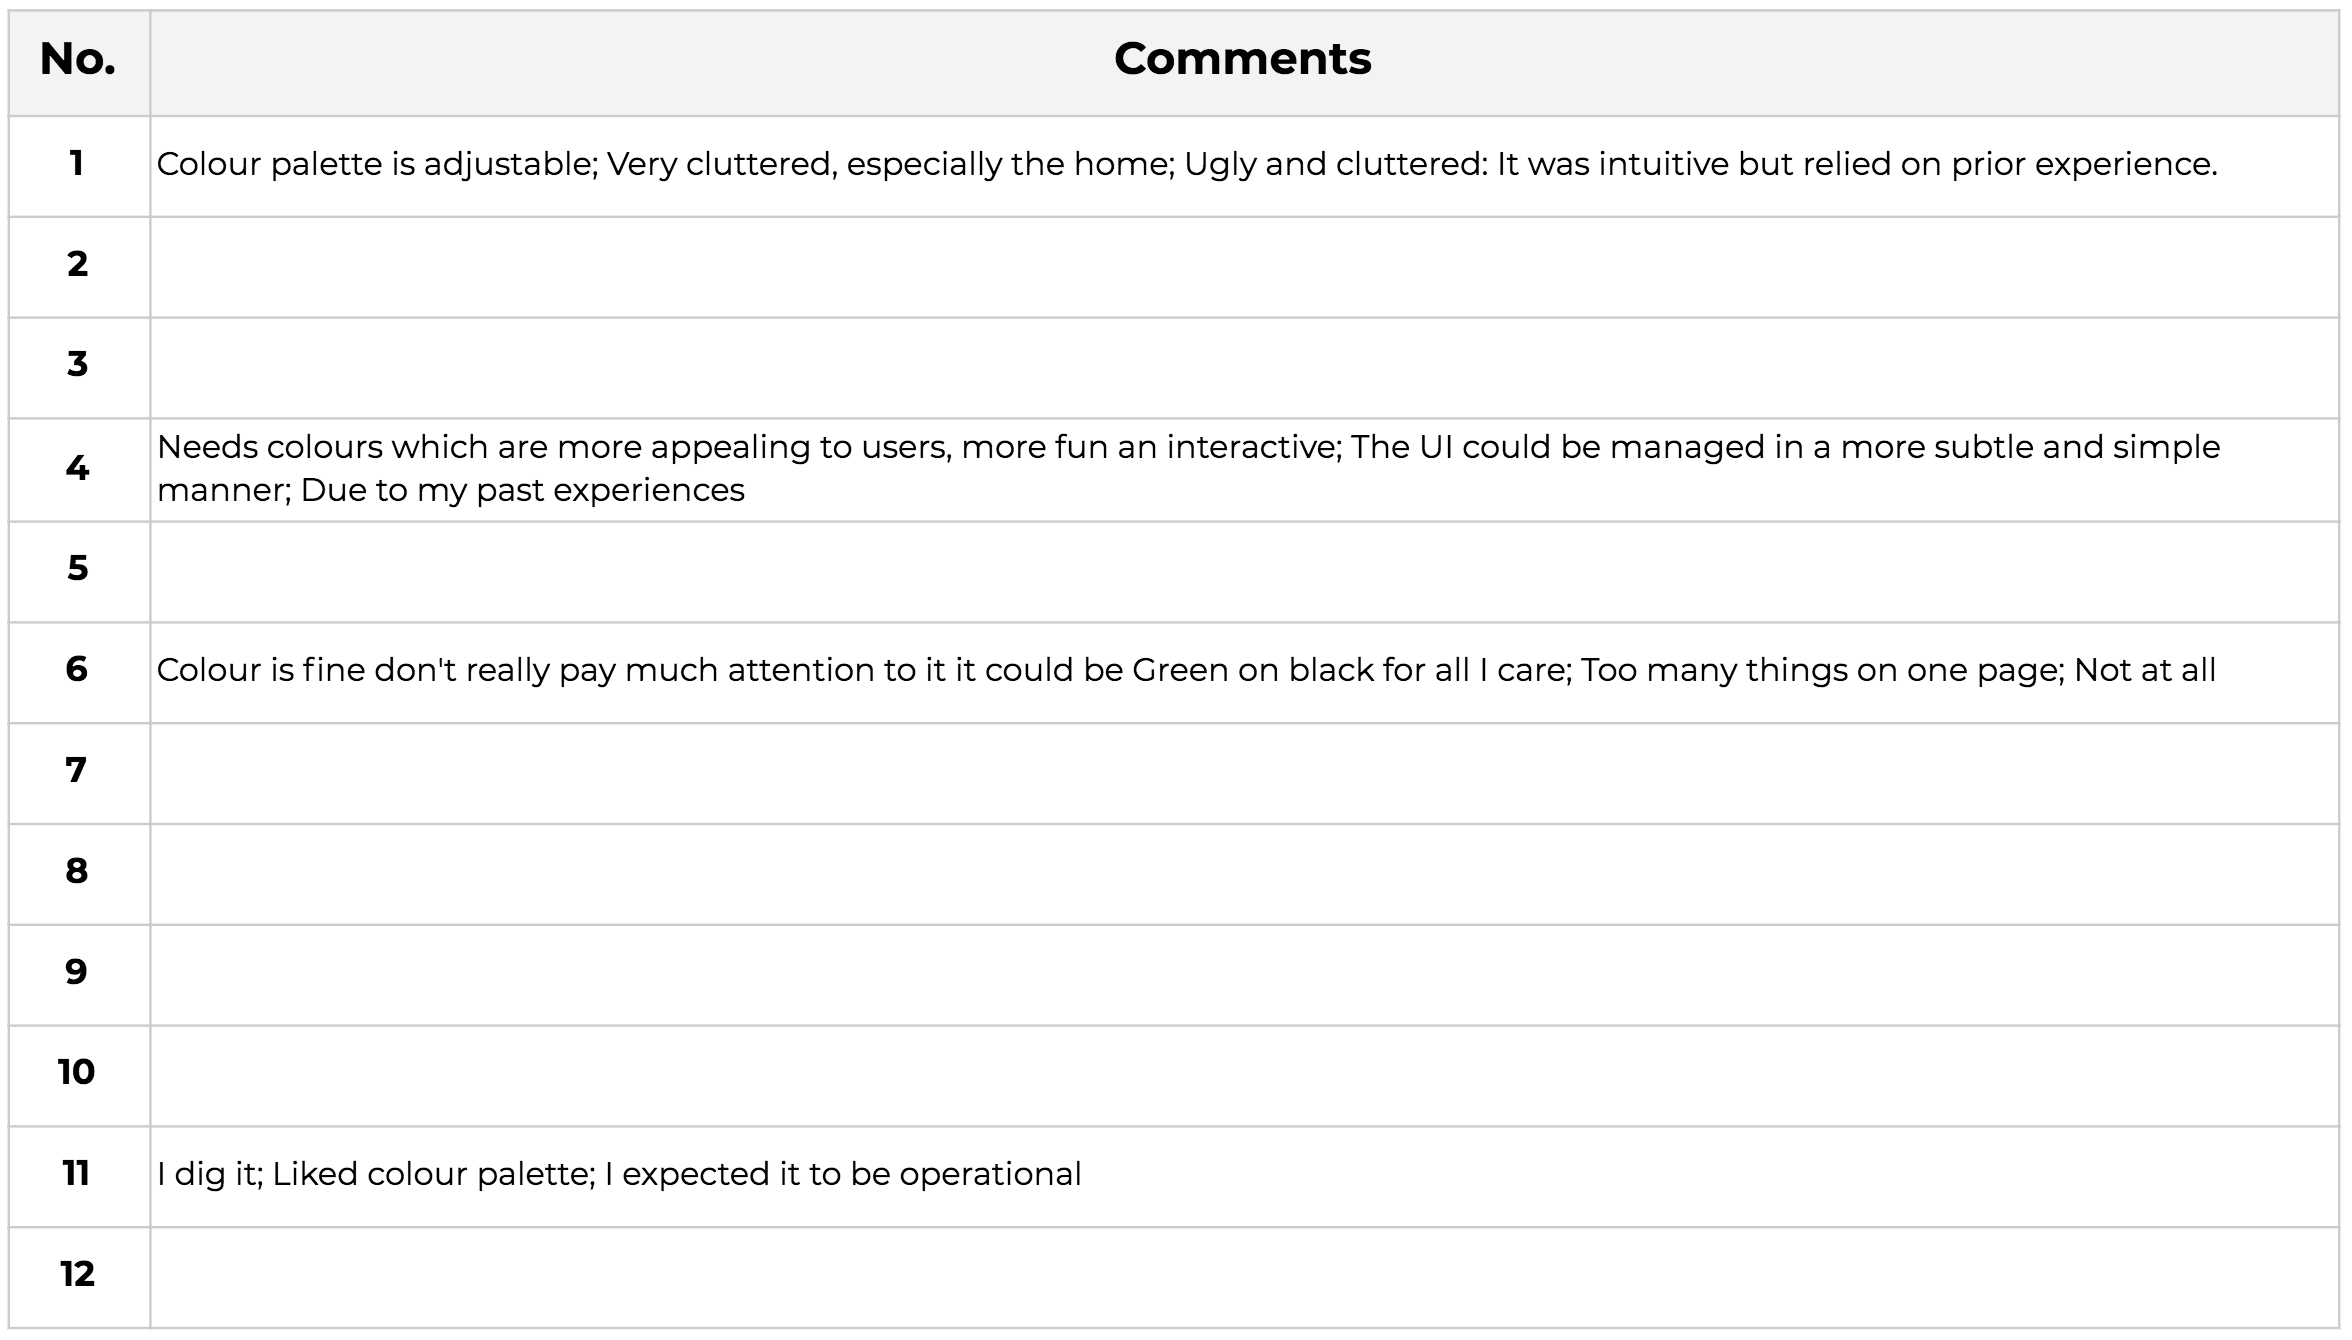 No. Comments
1 Colour palette is adjustable; Very cluttered, especially the home; Ugly and cluttered: It was intuitive but relied on prior experience.
2
3
4 Needs colours which are more appealing to users, more fun an interactive; The UI could be managed in a more subtle and simple
manner; Due to my past experiences
5
6 Colour is fine don't really pay much attention to it it could be Green on black for all I care; Too many things on one page; Not at all
7
8
9
10
11 I dig it; Liked colour palette; I expected it to be operational
12